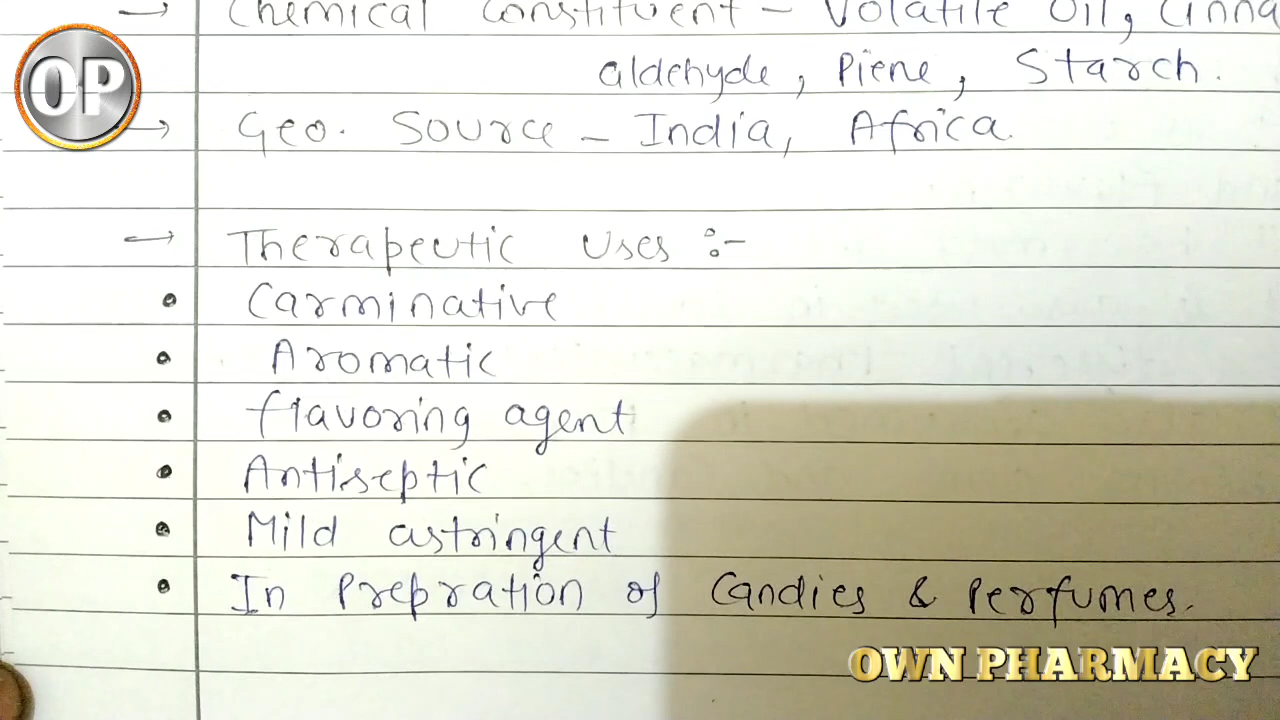 → Chemical Constituent - Volatile Oil, Cinna
aldehyde, Piene, Starch.
→ Geo. Source - India, Africa.
→ Therapeutic Uses :-
• Carminative
• Aromatic
• flavoring agent
• Antiseptic
• Mild astringent
• In Prepration of Candies & Perfumes.
OP
OWN PHARMACY